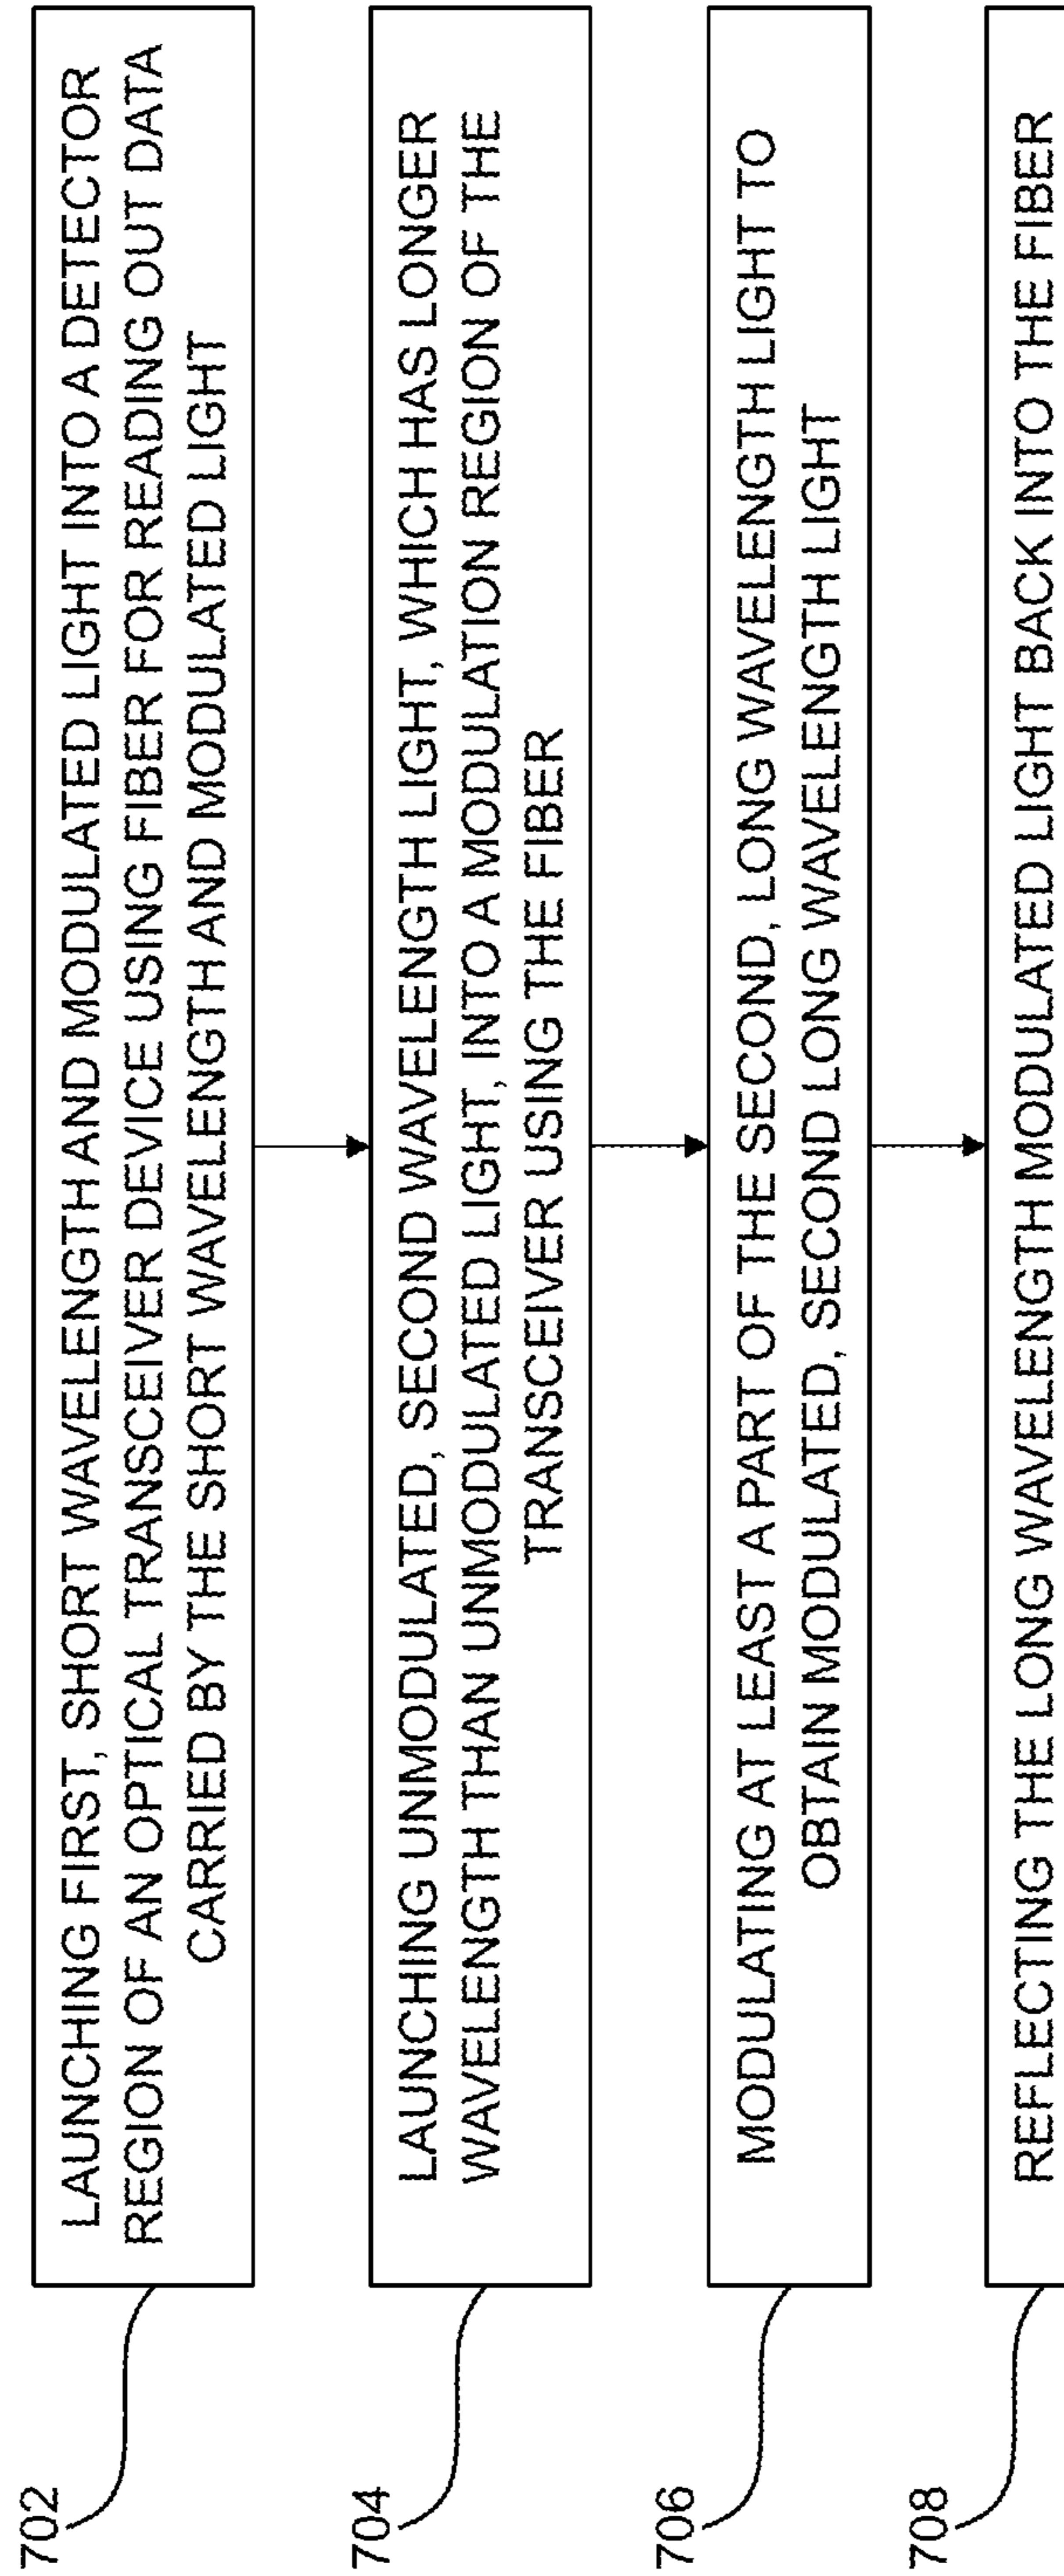 702
LAUNCHING FIRST, SHORT WAVELENGTH AND MODULATED LIGHT INTO A DETECTOR
REGION OF AN OPTICAL TRANSCEIVER DEVICE USING FIBER FOR READING OUT DATA
CARRIED BY THE SHORT WAVELENGTH AND MODULATED LIGHT
704
LAUNCHING UNMODULATED, SECOND WAVELENGTH LIGHT, WHICH HAS LONGER
WAVELENGTH THAN UNMODULATED LIGHT, INTO A MODULATION REGION OF THE
TRANSCEIVER USING THE FIBER
706
MODULATING AT LEAST A PART OF THE SECOND, LONG WAVELENGTH LIGHT TO
OBTAIN MODULATED, SECOND LONG WAVELENGTH LIGHT
708
REFLECTING THE LONG WAVELENGTH MODULATED LIGHT BACK INTO THE FIBER